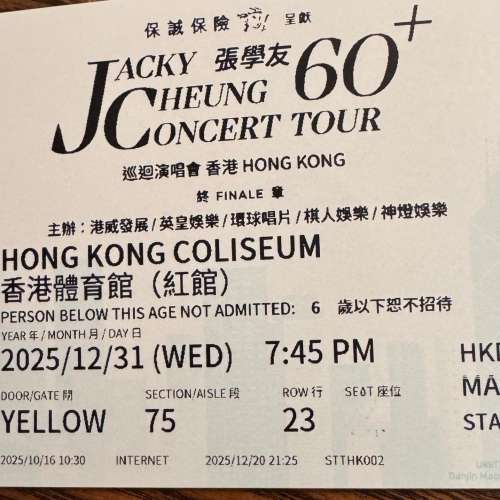 保誠保險 呈獻
JACKY 張學友 60+
CHEUNG
CONCERT TOUR
巡迴演唱會 香港 HONG KONG
終 FINALE 章
主辦：港威發展/英皇娛樂/環球唱片/棋人娛樂/神燈娛樂
HONG KONG COLISEUM
香港體育館（紅館）
PERSON BELOW THIS AGE NOT ADMITTED: 6 歲以下恕不招待
YEAR 年 / MONTH 月 / DAY 日
2025/12/31 (WED) 7:45 PM
HKD
DOOR/GATE 閘 SECTION/AISLE 段 ROW 行 SEAT 座位
MA
YELLOW 75 23
STA
2025/10/16 10:30 INTERNET 2025/12/20 21:25 STTHK002